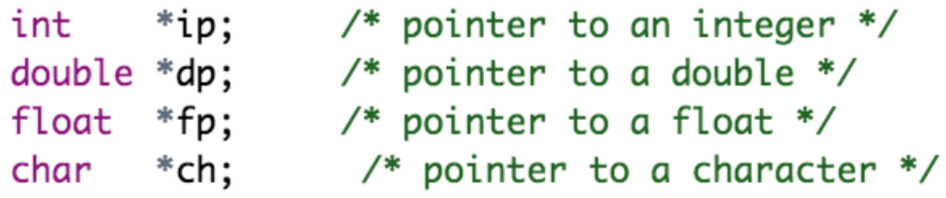 int    *ip;     /* pointer to an integer */
double *dp;     /* pointer to a double */
float  *fp;     /* pointer to a float */
char   *ch;      /* pointer to a character */